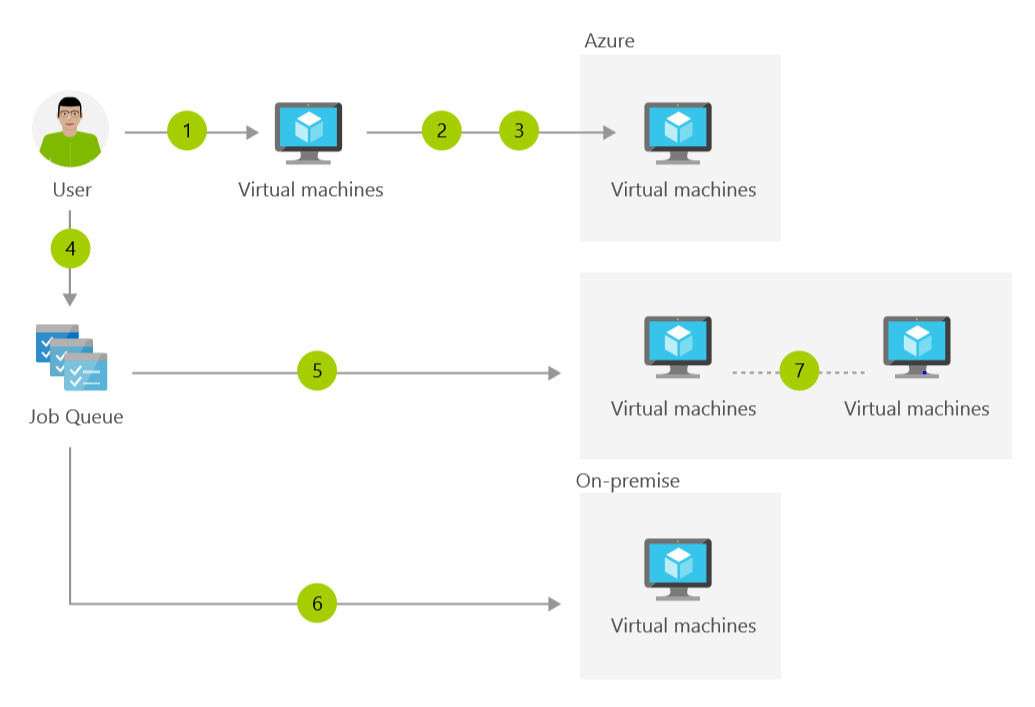 Azure
1
2
3
User
Virtual machines
Virtual machines
4
5
7
Job Queue
Virtual machines
Virtual machines
On-premise
6
Virtual machines